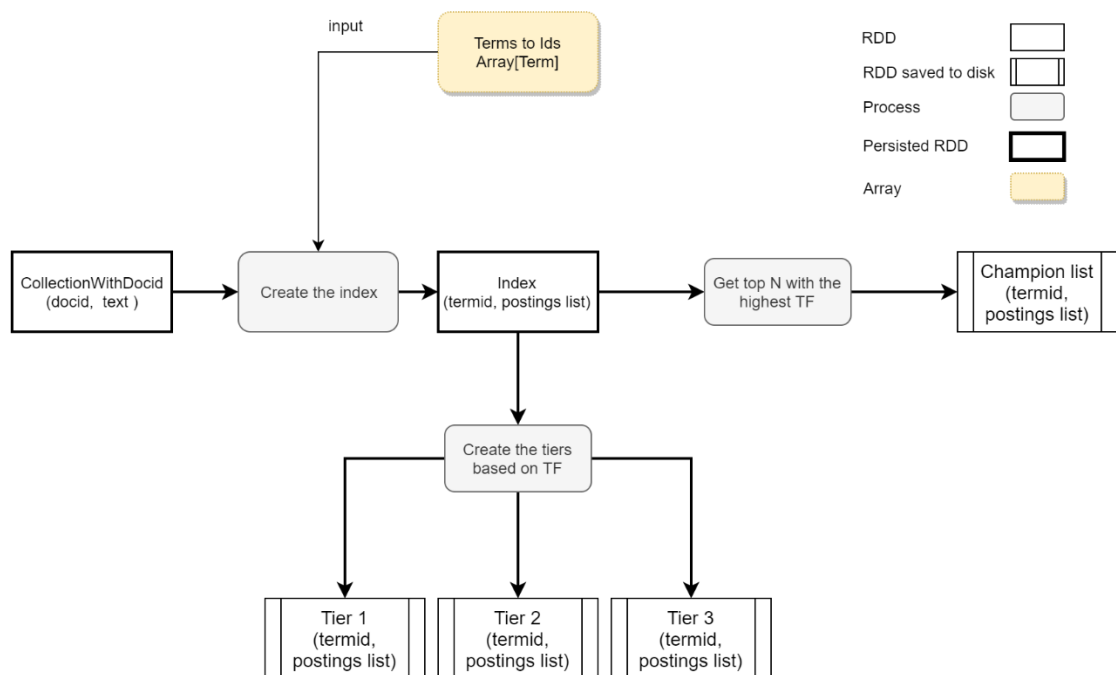 input
Terms to Ids
Array[Term]
RDD
RDD saved to disk
Process
Persisted RDD
Array
CollectionWithDocid
(docid, text )
Create the index
Index
(termid, postings list)
Get top N with the
highest TF
Champion list
(termid,
postings list)
Create the tiers
based on TF
Tier 1
(termid,
postings list)
Tier 2
(termid,
postings list)
Tier 3
(termid,
postings list)